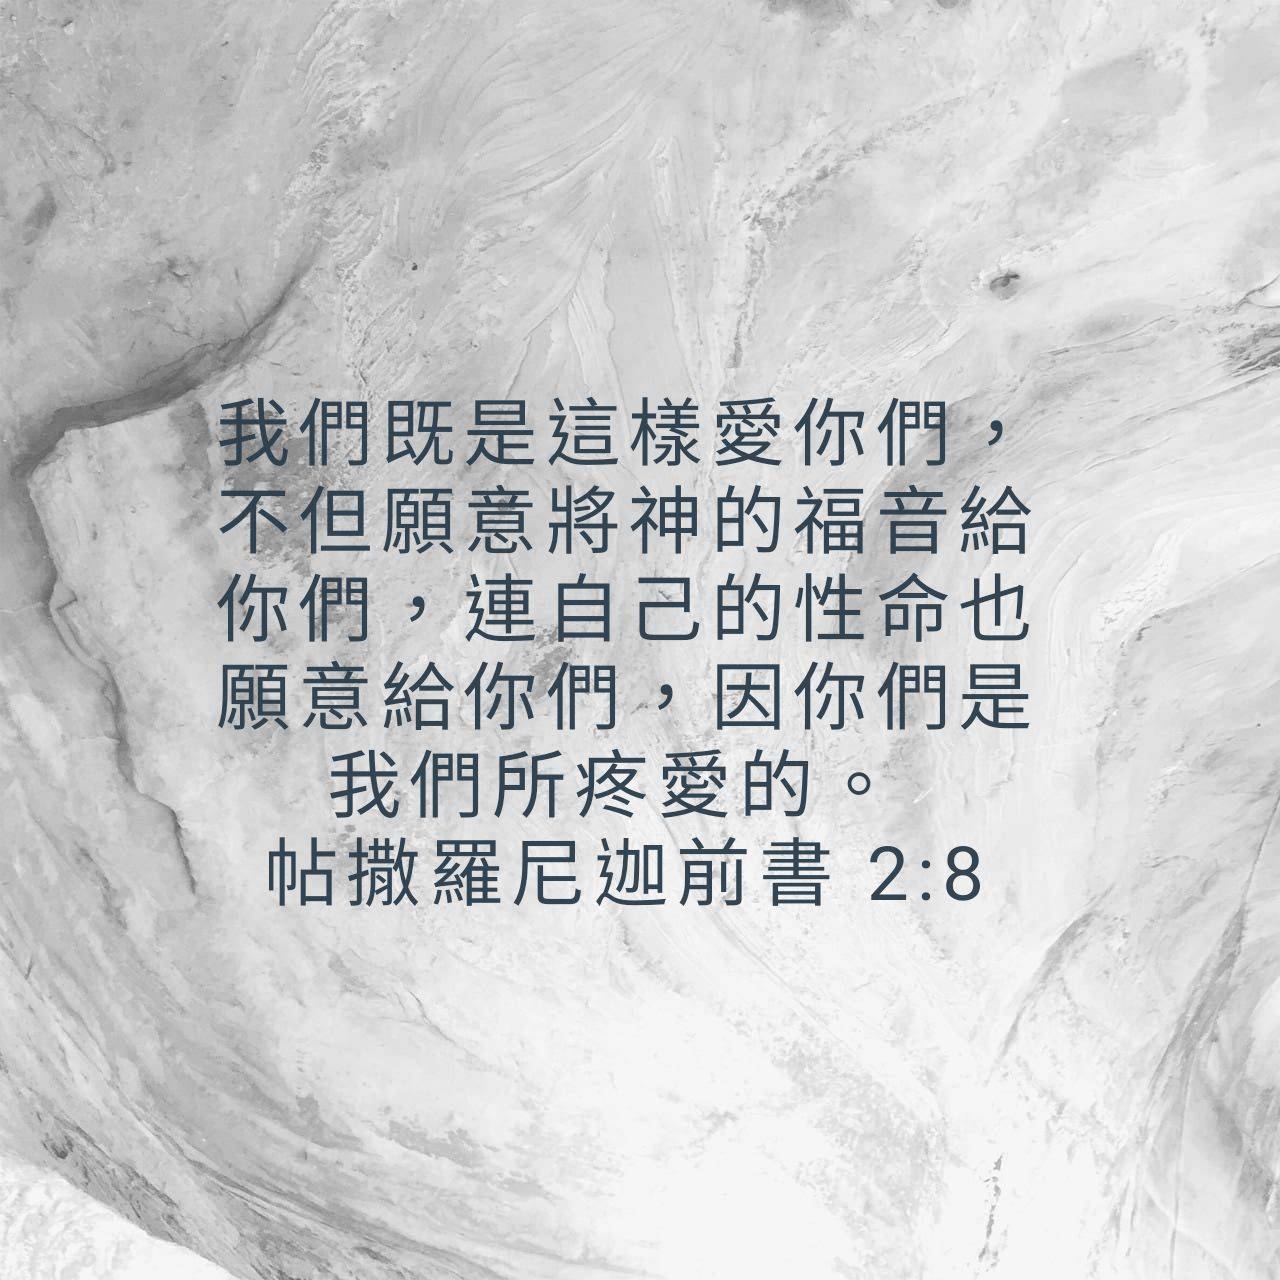 我們既是這樣愛你們，
不但願意將神的福音給
你們，連自己的性命也
願意給你們，因你們是
我們所疼愛的。
帖撒羅尼迦前書 2:8